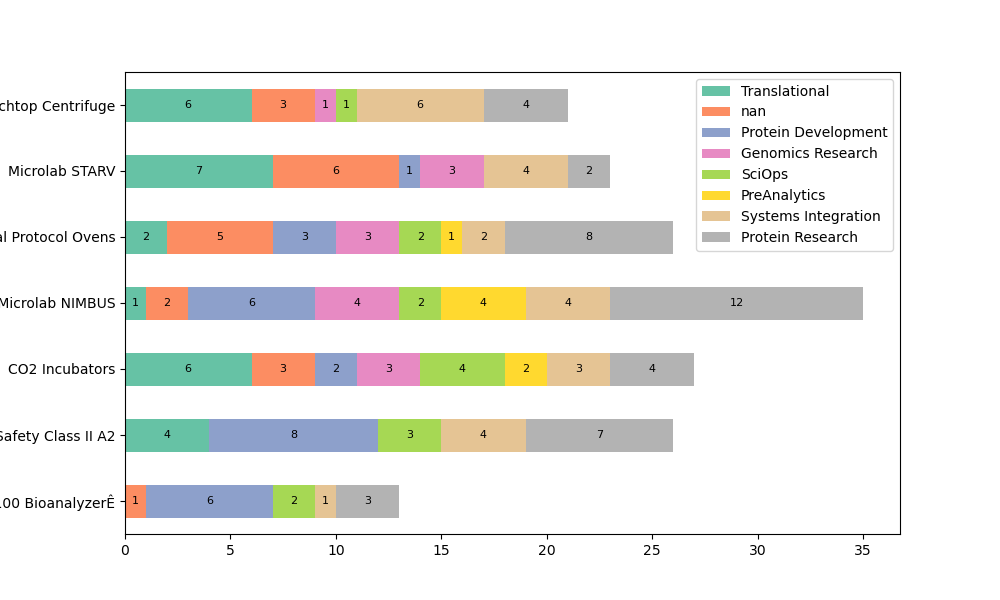 Translational
nan
Protein Development
Genomics Research
SciOps
PreAnalytics
Systems Integration
Protein Research
chtop Centrifuge 6 3 1 1 6 4
Microlab STARV 7 6 1 3 4 2
al Protocol Ovens 2 5 3 3 2 1 2 8
Microlab NIMBUS 1 2 6 4 2 4 4 12
CO2 Incubators 6 3 2 3 4 2 3 4
Safety Class II A2 4 8 3 4 7
100 BioanalyzerÊ 1 6 2 1 3
0 5 10 15 20 25 30 35